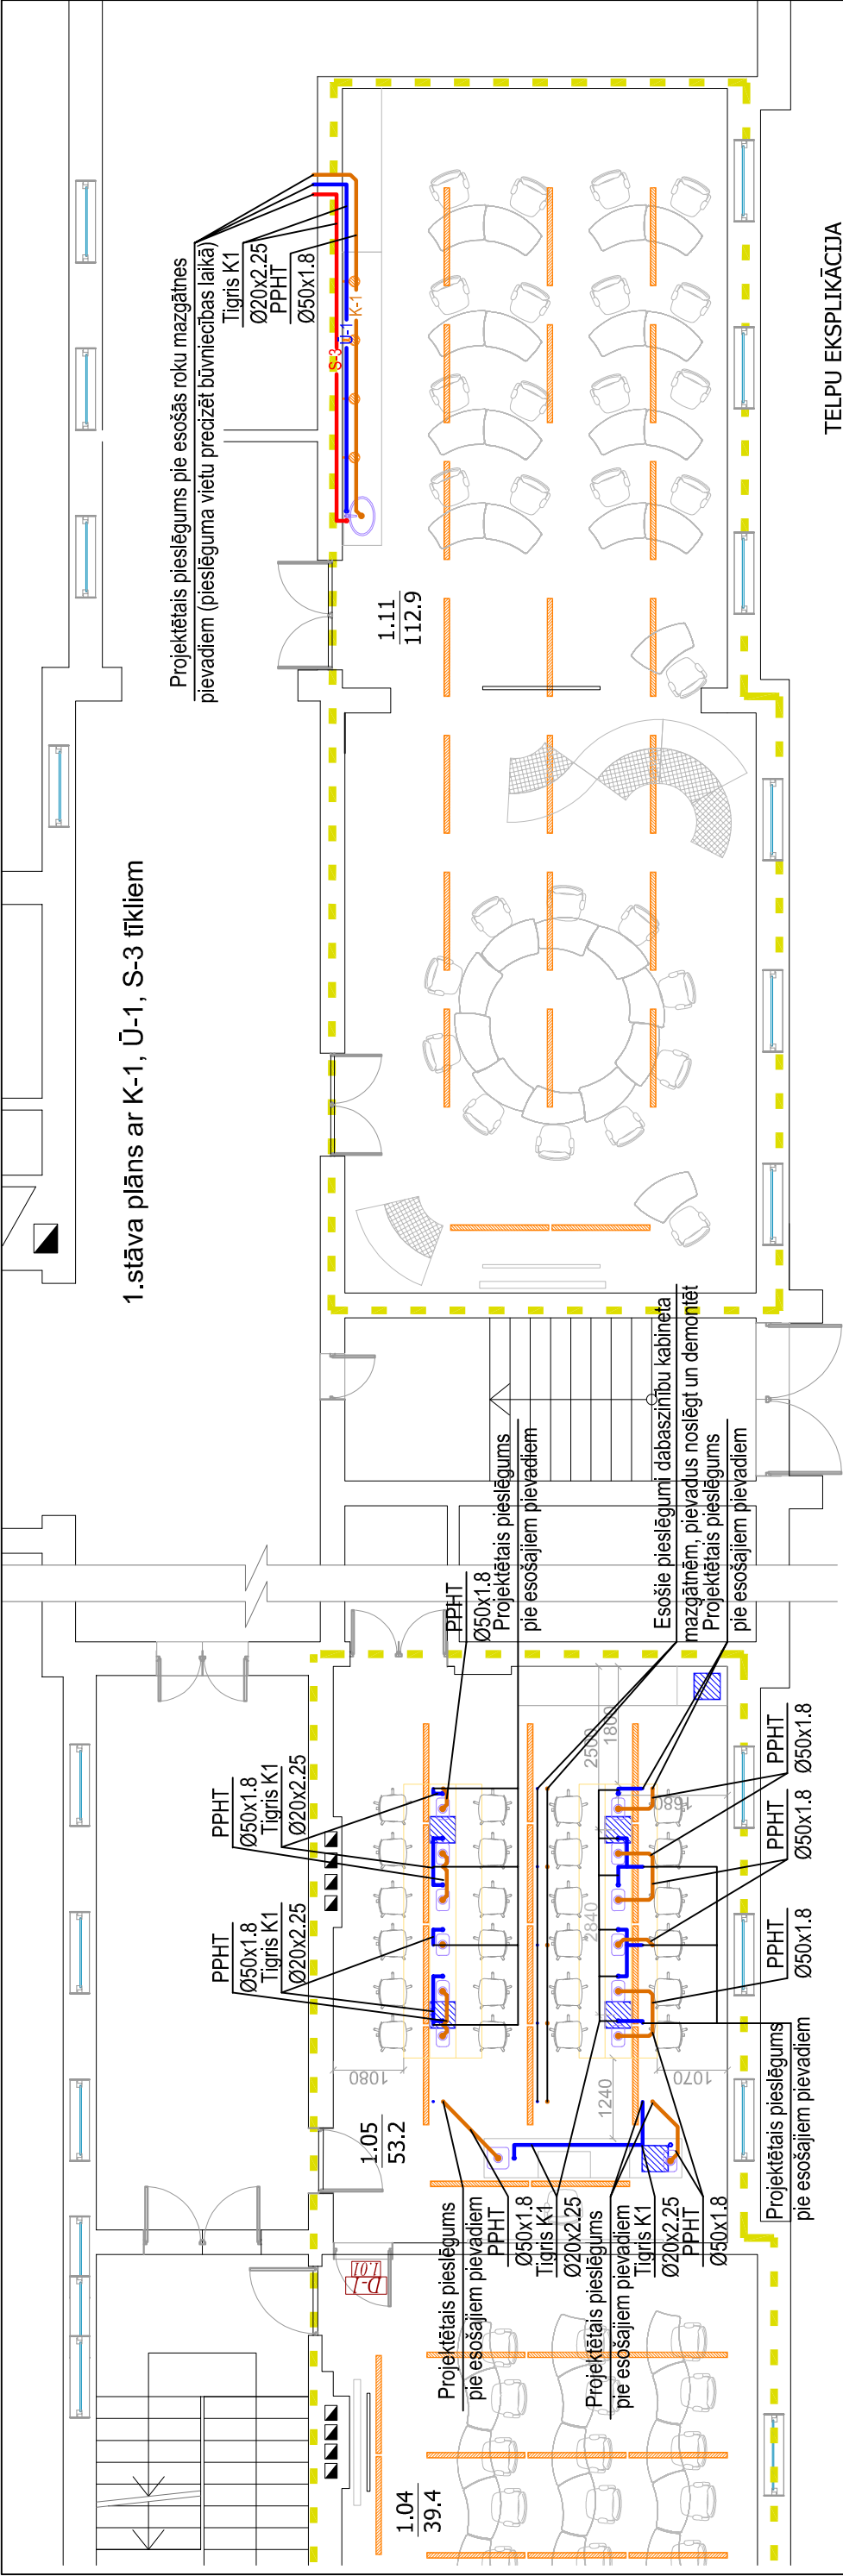 1.stāva plāns ar K-1, Ū-1, S-3 tīkliem
Projektētais pieslēgums pie esošās roku mazgātnes
pievadiem (pieslēguma vietu precizēt būvniecības laikā)
Tigris K1
Ø20x2.25
PPHT
Ø50x1.8
S-3
Ū-1
K-1
1.11
112.9
TELPU EKSPLIKĀCIJA
PPHT
Ø50x1.8
Projektētais pieslēgums
pie esošajiem pievadiem
Esošie pieslēgumi dabaszinību kabineta
mazgātnēm, pievadus noslēgt un demontēt
Projektētais pieslēgums
pie esošajiem pievadiem
PPHT
Ø50x1.8
Tigris K1
Ø20x2.25
PPHT
Ø50x1.8
Tigris K1
Ø20x2.25
2500
1800
1680
2840
1080
1240
1070
PPHT
Ø50x1.8
PPHT
Ø50x1.8
PPHT
Ø50x1.8
1.05
53.2
Projektētais pieslēgums
pie esošajiem pievadiem
PPHT
Ø50x1.8
Tigris K1
Ø20x2.25
Projektētais pieslēgums
pie esošajiem pievadiem
Tigris K1
Ø20x2.25
PPHT
Ø50x1.8
Projektētais pieslēgums
pie esošajiem pievadiem
D-1
1.01
1.04
39.4